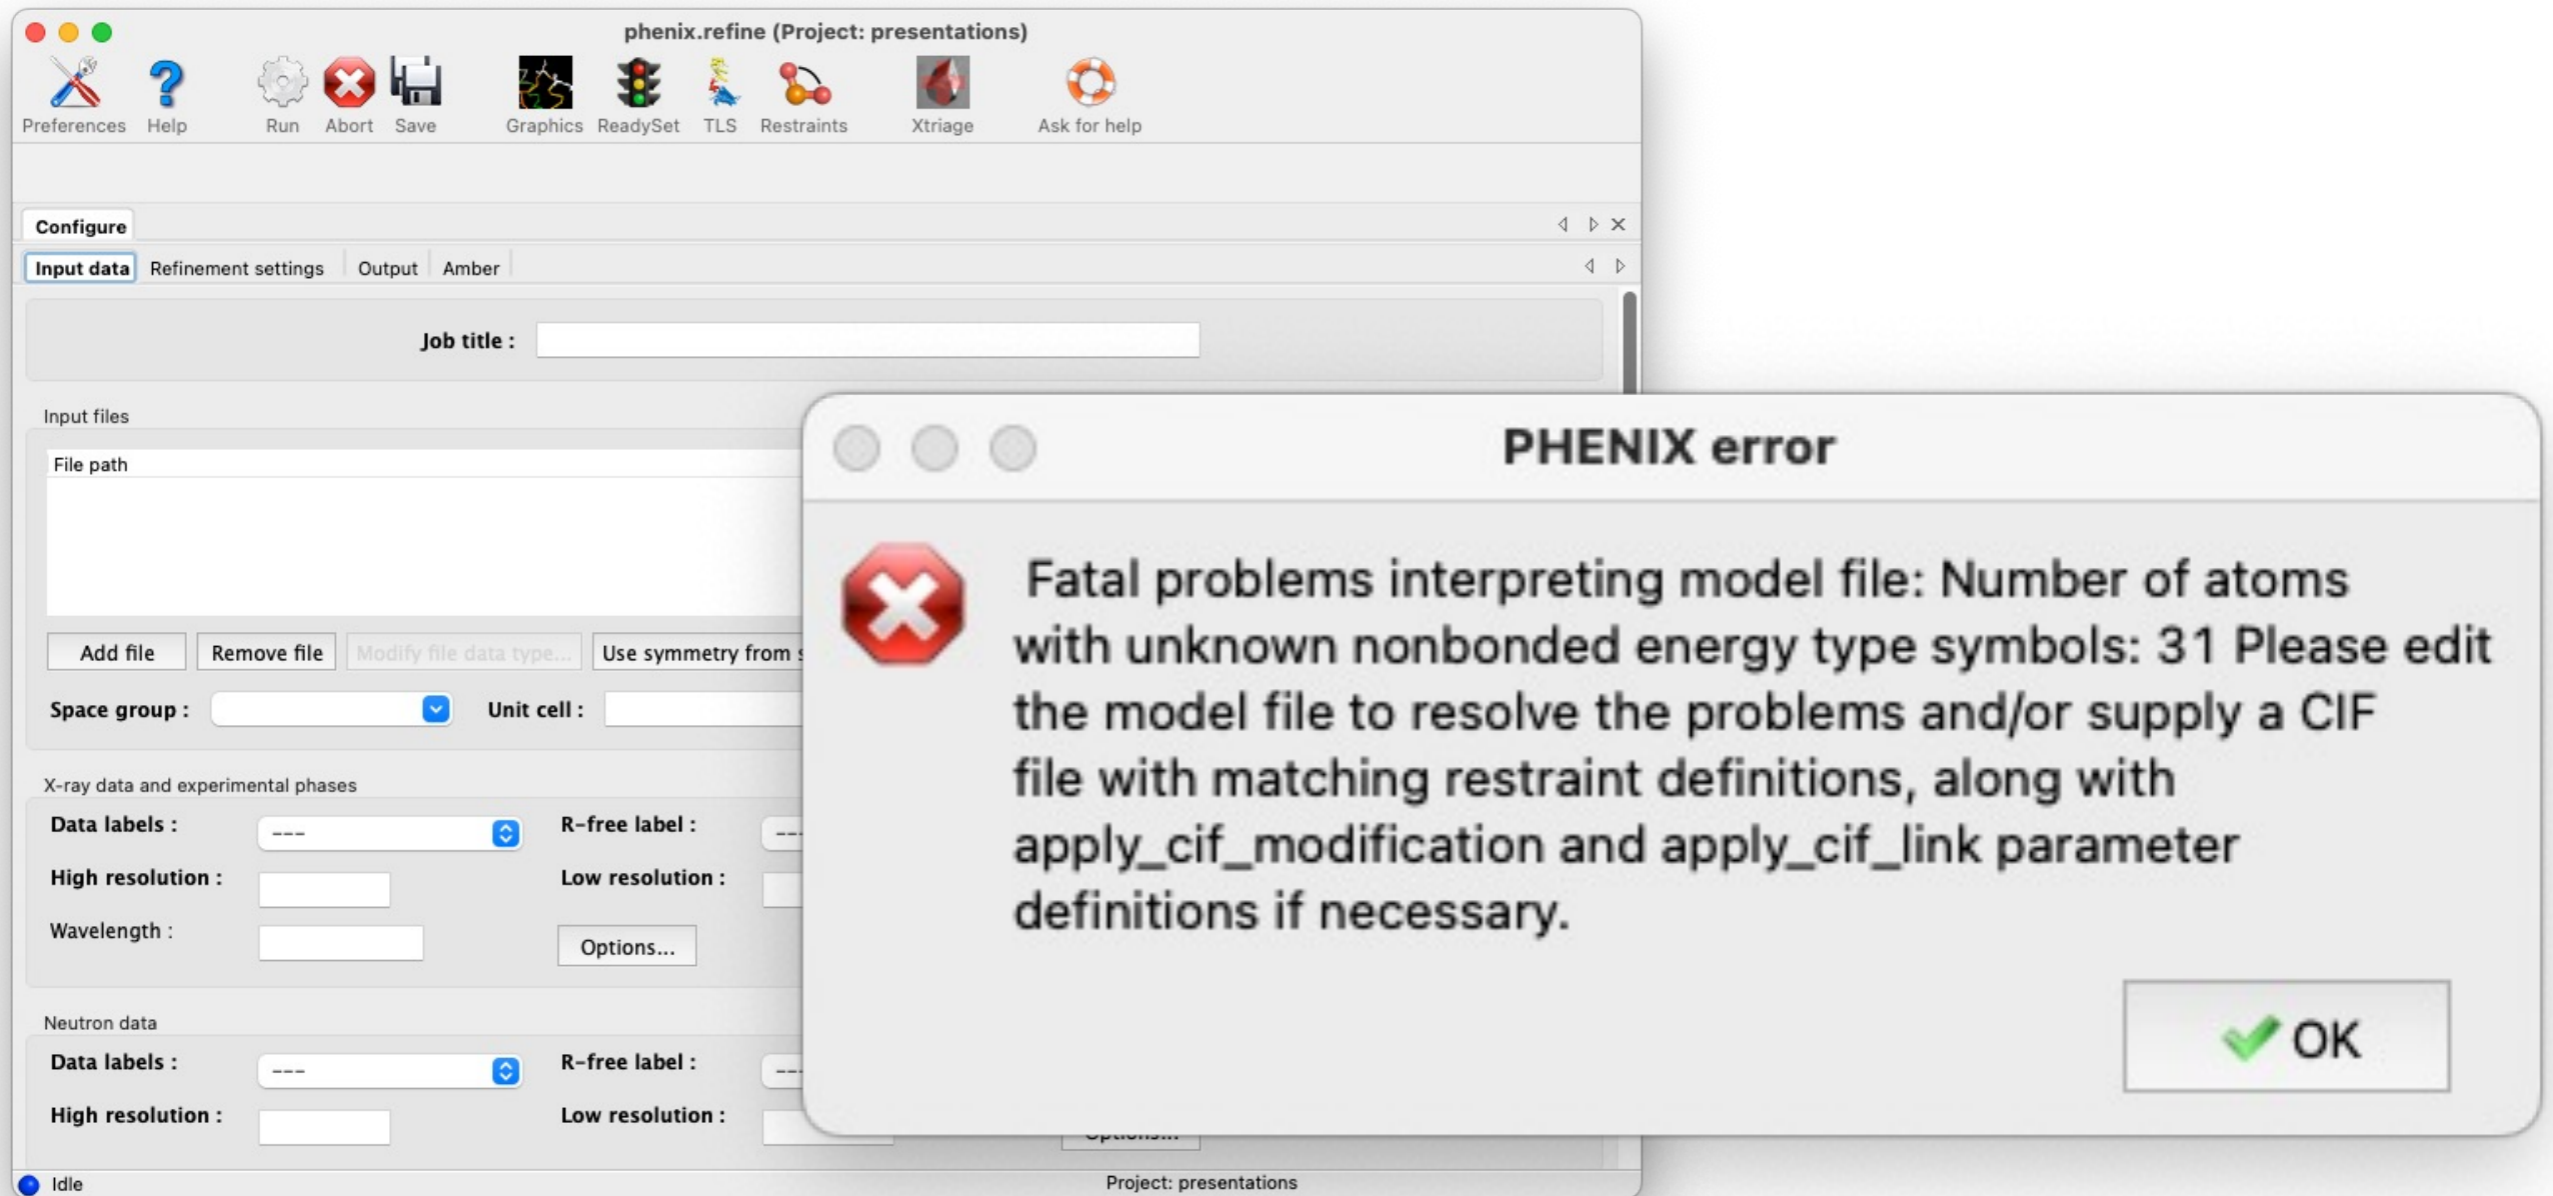 phenix.refine (Project: presentations)
Preferences Help Run Abort Save Graphics ReadySet TLS Restraints Xtriage Ask for help
Configure
Input data Refinement settings Output Amber
Job title :
Input files
File path
Add file Remove file Modify file data type... Use symmetry from
Space group : Unit cell :
X-ray data and experimental phases
Data labels : --- R-free label : ---
High resolution : Low resolution :
Wavelength : Options...
Neutron data
Data labels : --- R-free label : ---
High resolution : Low resolution :
Options...
Idle Project: presentations
PHENIX error
Fatal problems interpreting model file: Number of atoms
with unknown nonbonded energy type symbols: 31 Please edit
the model file to resolve the problems and/or supply a CIF
file with matching restraint definitions, along with
apply_cif_modification and apply_cif_link parameter
definitions if necessary.
OK